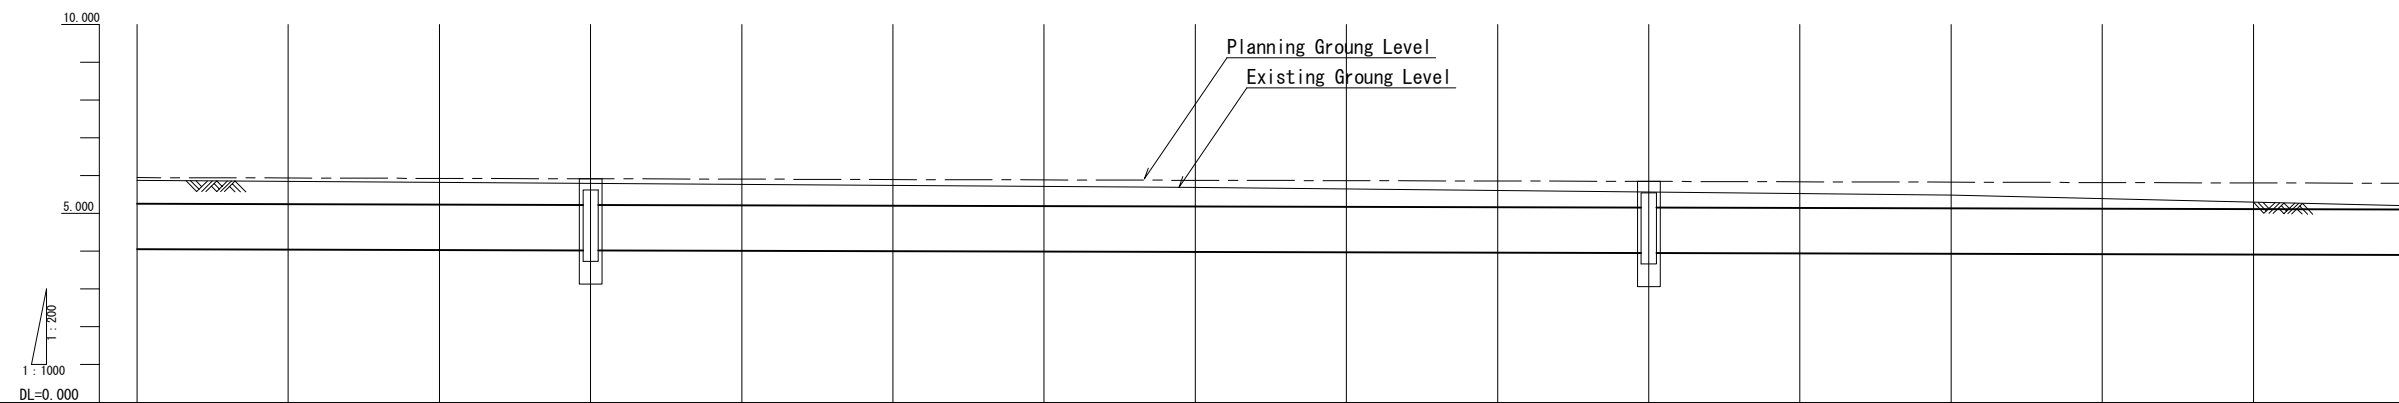 10.000
Planning Groung Level
Existing Groung Level
5.000
1:200
1:1000
DL=0.000